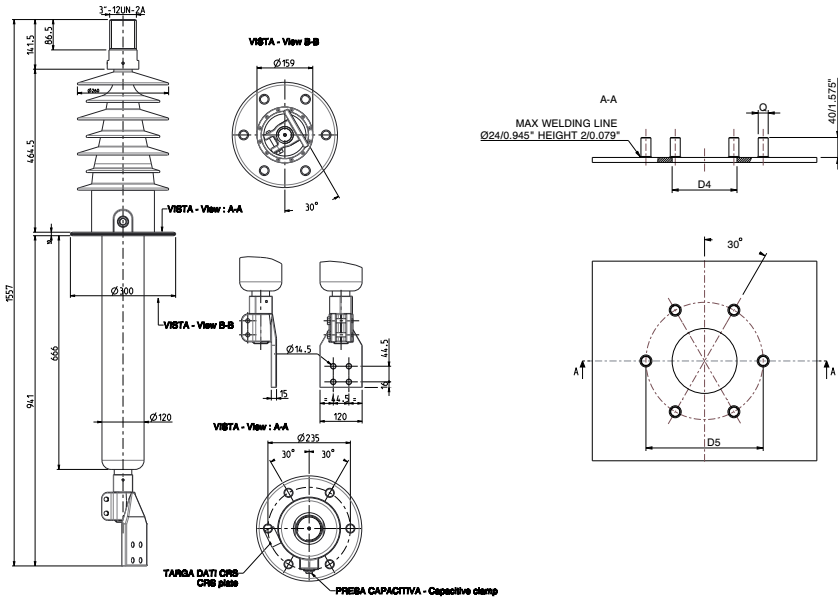 3"-12UN-2A
86.5
141.5
Ø260
464.5
VISTA - View : A-A
Ø300
VISTA - View B-B
1557
666
941
Ø120
VISTA - View B-B
Ø159
30°
Ø14.5
44.5
16
15
= 44.5 =
120
VISTA - View : A-A
Ø235
30°
30°
TARGA DATI CRS
CRS plate
PRESA CAPACITIVA - Capacitive clamp
A-A
MAX WELDING LINE
Ø24/0.945" HEIGHT 2/0.079"
Q
40/1.575"
D4
30°
A
A
D5